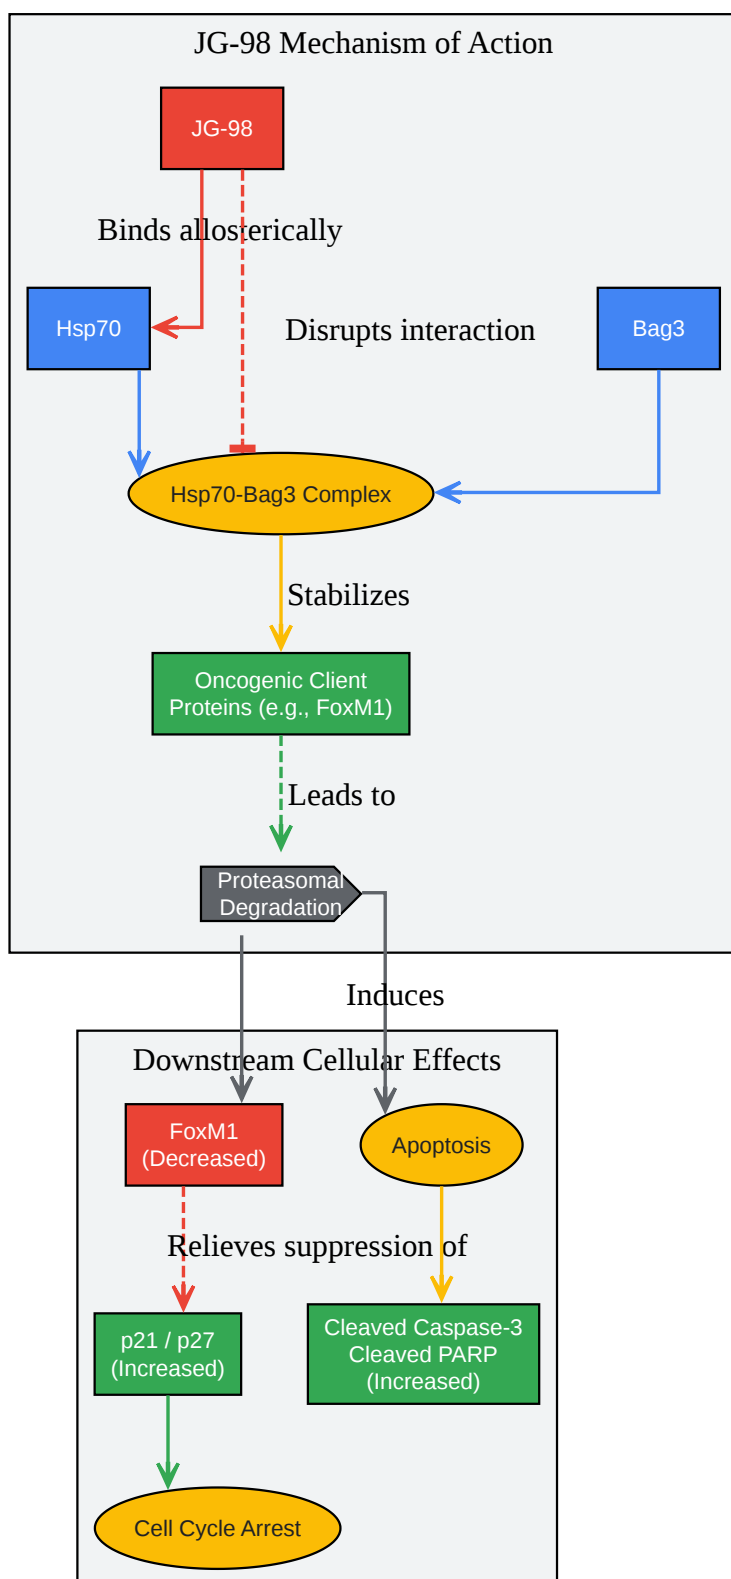 JG-98 Mechanism of Action
JG-98
Binds allosterically
Hsp70
Disrupts interaction
Bag3
Hsp70-Bag3 Complex
Stabilizes
Oncogenic Client
Proteins (e.g., FoxM1)
Leads to
Proteasomal
Degradation
Induces
Downstream Cellular Effects
FoxM1
(Decreased)
Apoptosis
Relieves suppression of
p21 / p27
(Increased)
Cleaved Caspase-3
Cleaved PARP
(Increased)
Cell Cycle Arrest